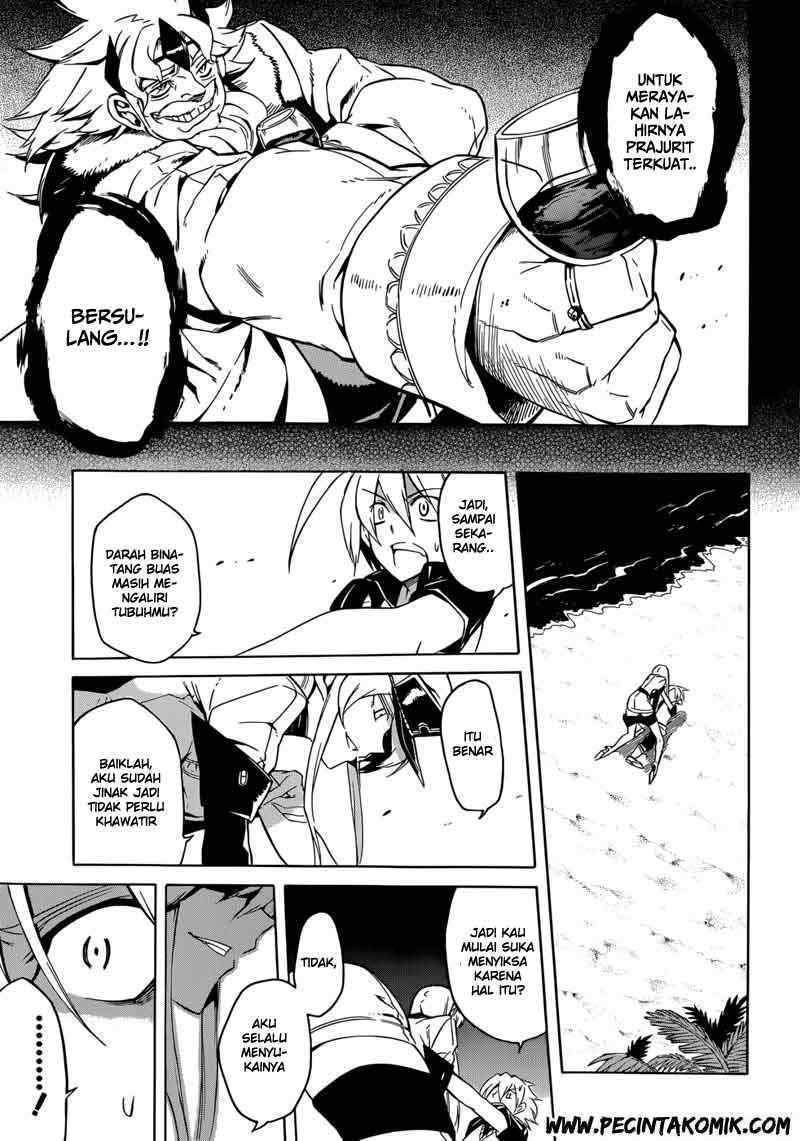 UNTUK
MERAYA-
KAN LA-
HIRNYA
PRAJURIT
TERKUAT..
BERSU-
LANG...!!
JADI,
SAMPAI
SEKA-
RANG..
DARAH BINA-
TANG BUAS
MASIH ME-
NGALIRI
TUBUHMU?
ITU
BENAR
BAIKLAH,
AKU SUDAH
JINAK JADI
TIDAK PERLU
KHAWATIR
JADI KAU
MULAI SUKA
MENYIKSA
KARENA
HAL ITU?
TIDAK,
AKU
SELALU
MENYU-
KAINYA
.........!
WWW.PECINTAKOMIK.COM